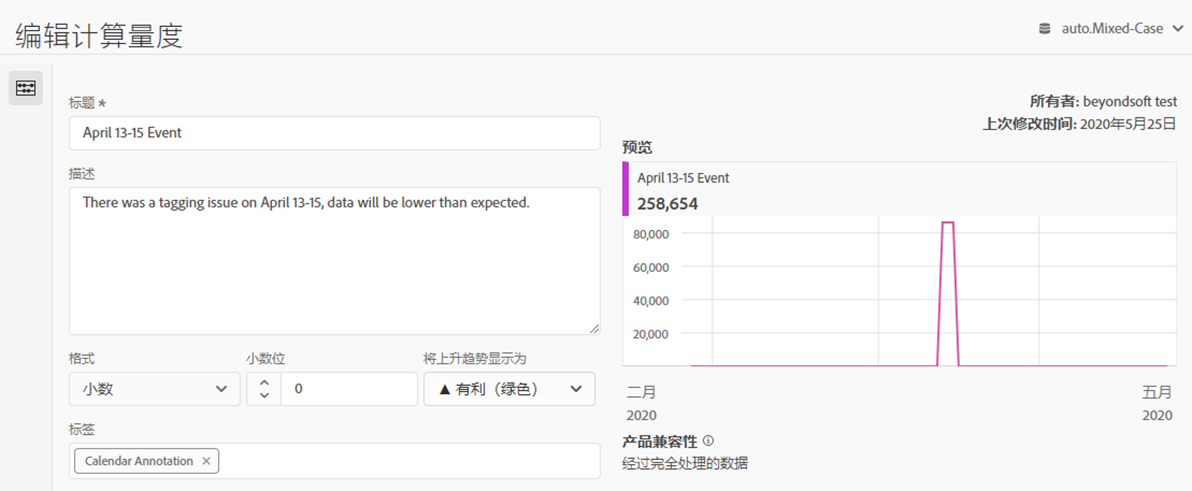 编辑计算量度
auto.Mixed-Case
标题 *
April 13-15 Event
描述
There was a tagging issue on April 13-15, data will be lower than expected.
格式
小数位
将上升趋势显示为
小数
0
▲ 有利（绿色）
标签
Calendar Annotation ×
所有者: beyondsoft test
上次修改时间: 2020年5月25日
预览
April 13-15 Event
258,654
80,000
60,000
40,000
20,000
二月
五月
2020
2020
产品兼容性
经过完全处理的数据